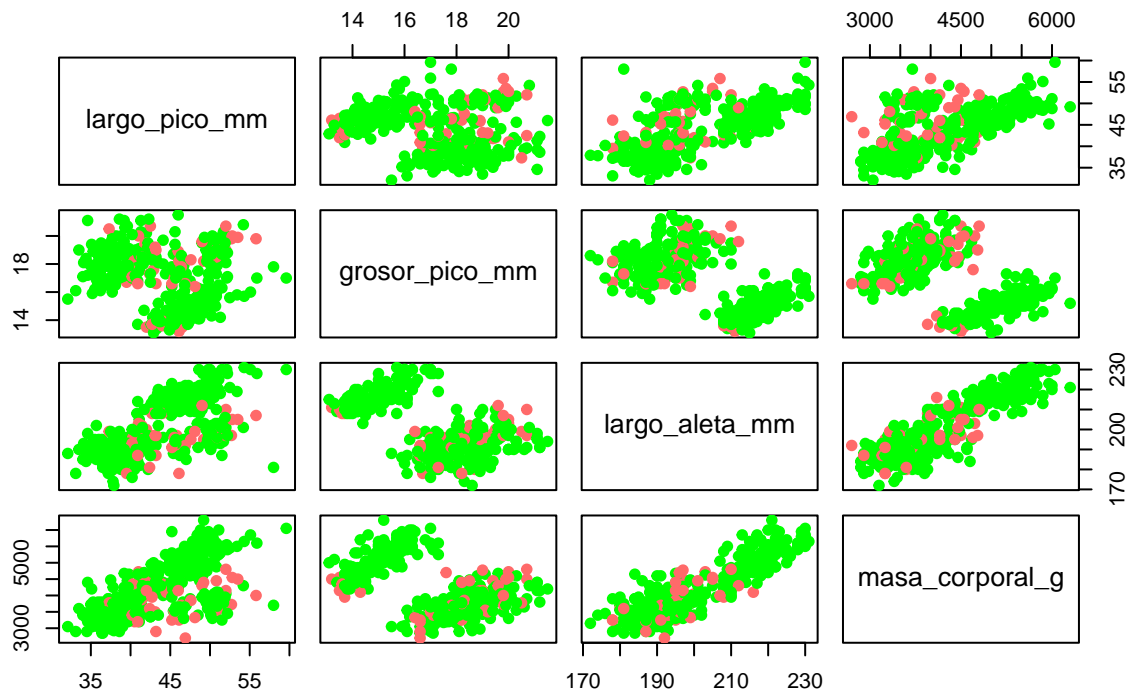 14 16 18 20
3000 4500 6000
largo_pico_mm
35 45 55
14 18
grosor_pico_mm
largo_aleta_mm
170 200 230
3000 5000
masa_corporal_g
35 45 55
170 190 210 230